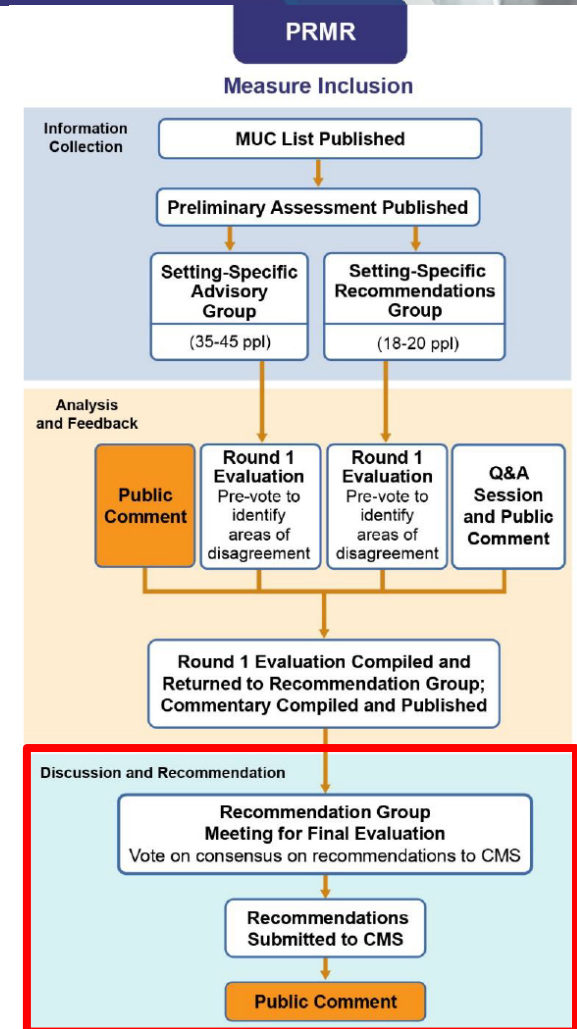 PRMR
Measure Inclusion
Information
Collection
MUC List Published
Preliminary Assessment Published
Setting-Specific
Advisory
Group
(35-45 ppl)
Setting-Specific
Recommendations
Group
(18-20 ppl)
Analysis
and Feedback
Public
Comment
Round 1
Evaluation
Pre-vote to
identify
areas of
disagreement
Round 1
Evaluation
Pre-vote to
identify
areas of
disagreement
Q&A
Session
and Public
Comment
Round 1 Evaluation Compiled and
Returned to Recommendation Group;
Commentary Compiled and Published
Discussion and Recommendation
Recommendation Group
Meeting for Final Evaluation
Vote on consensus on recommendations to CMS
Recommendations
Submitted to CMS
Public Comment